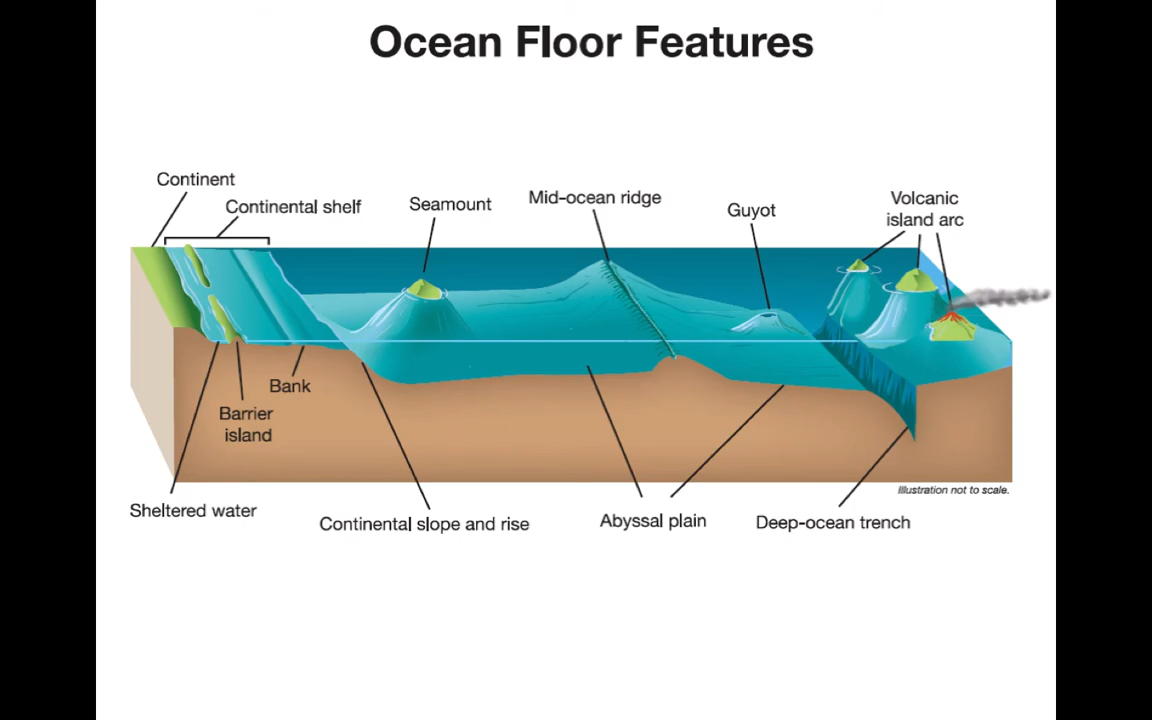 Ocean Floor Features
Continent
Continental shelf
Seamount
Mid-ocean ridge
Guyot
Volcanic
island arc
Bank
Barrier
island
Sheltered water
Continental slope and rise
Abyssal plain
Deep-ocean trench
Illustration not to scale.